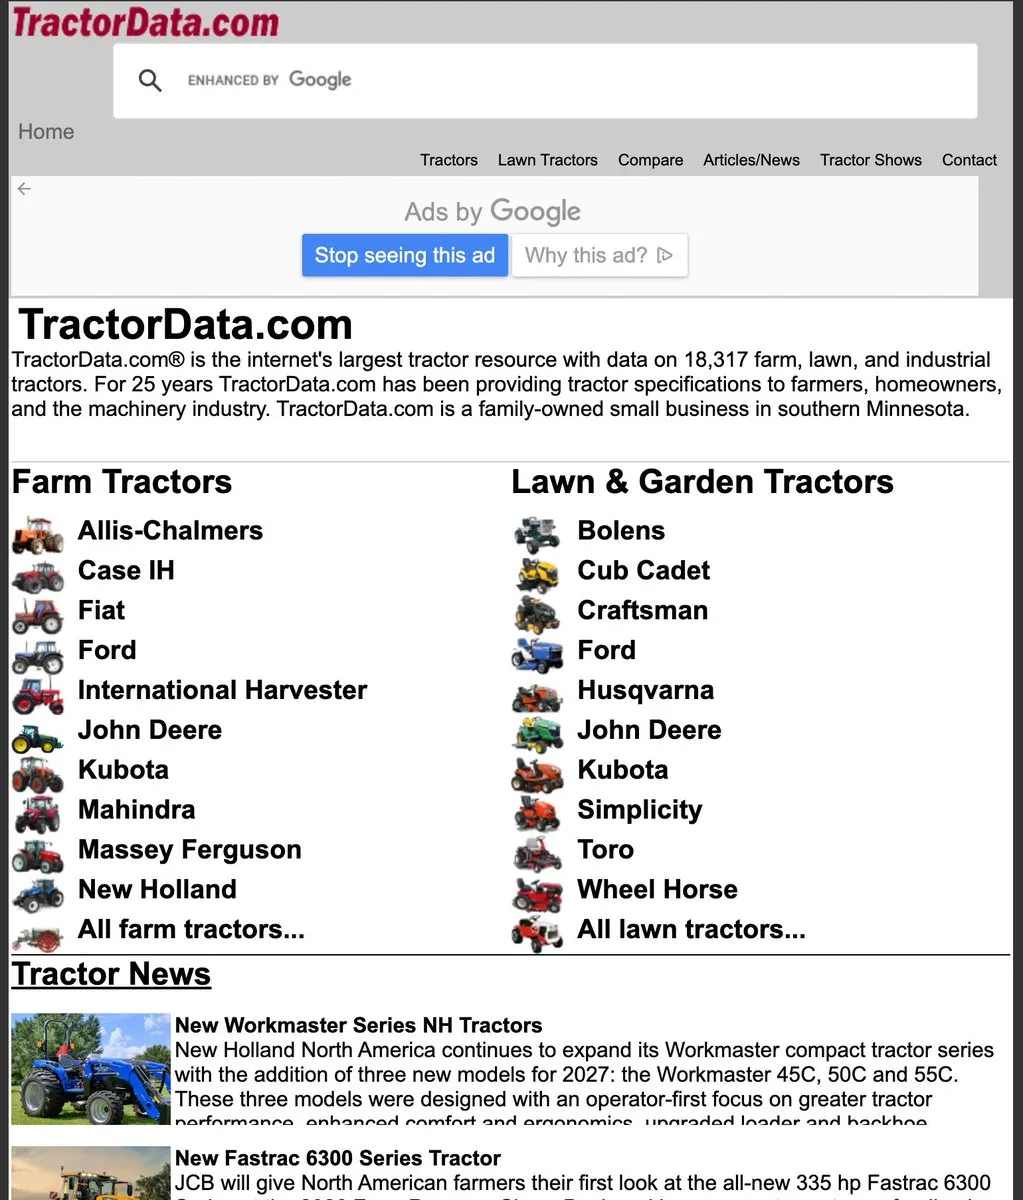 TractorData.com
ENHANCED BY Google
Home
Tractors Lawn Tractors Compare Articles/News Tractor Shows Contact
Ads by Google
Stop seeing this ad Why this ad?
TractorData.com
TractorData.com® is the internet's largest tractor resource with data on 18,317 farm, lawn, and industrial
tractors. For 25 years TractorData.com has been providing tractor specifications to farmers, homeowners,
and the machinery industry. TractorData.com is a family-owned small business in southern Minnesota.
Farm Tractors
Allis-Chalmers
Case IH
Fiat
Ford
International Harvester
John Deere
Kubota
Mahindra
Massey Ferguson
New Holland
All farm tractors...
Lawn & Garden Tractors
Bolens
Cub Cadet
Craftsman
Ford
Husqvarna
John Deere
Kubota
Simplicity
Toro
Wheel Horse
All lawn tractors...
Tractor News
New Workmaster Series NH Tractors
New Holland North America continues to expand its Workmaster compact tractor series
with the addition of three new models for 2027: the Workmaster 45C, 50C and 55C.
These three models were designed with an operator-first focus on greater tractor
performance, enhanced comfort and ergonomics, upgraded loader and backhoe
New Fastrac 6300 Series Tractor
JCB will give North American farmers their first look at the all-new 335 hp Fastrac 6300